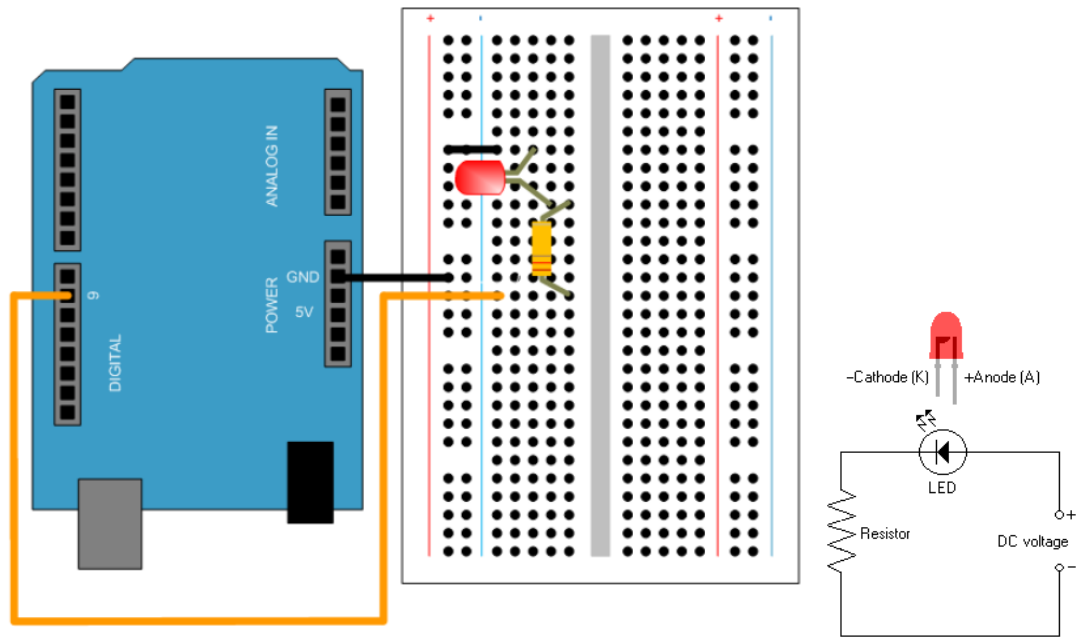 +
-
+
-
ANALOG IN
GND
POWER
5V
9
DIGITAL
-Cathode (K)
+Anode (A)
LED
+
Resistor
DC voltage
-